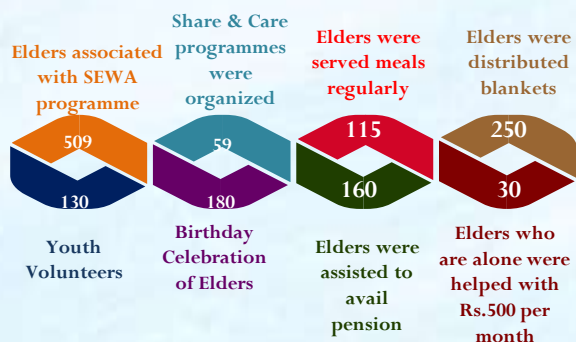 Elders associated
with SEWA
programme
Share & Care
programmes
were
organized
Elders were
served meals
regularly
Elders were
distributed
blankets
509
59
115
250
130
180
160
30
Youth
Volunteers
Birthday
Celebration
of Elders
Elders were
assisted to
avail
pension
Elders who
are alone were
helped with
Rs.500 per
month